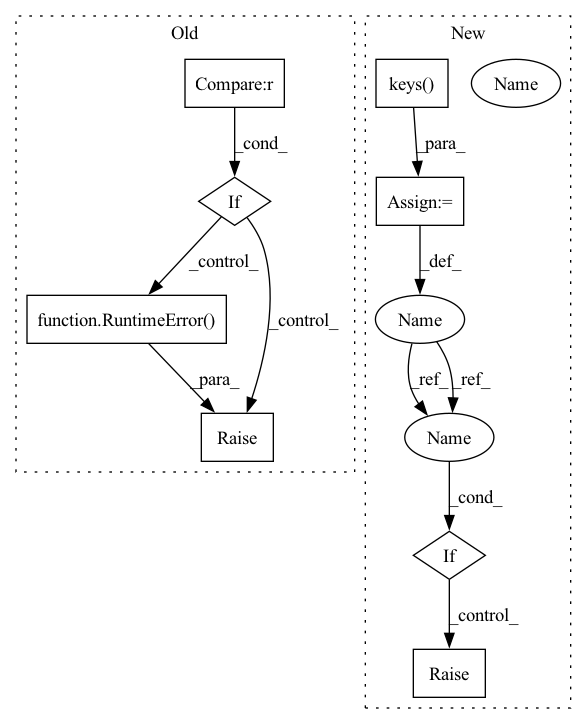 Old
New
Compare:r
keys()
Name
_cond_
_para_
If
Assign:=
_control_
_def_
function.RuntimeError()
_control_
Name
_para_
_ref_
_ref_
Raise
Name
_cond_
If
_control_
Raise